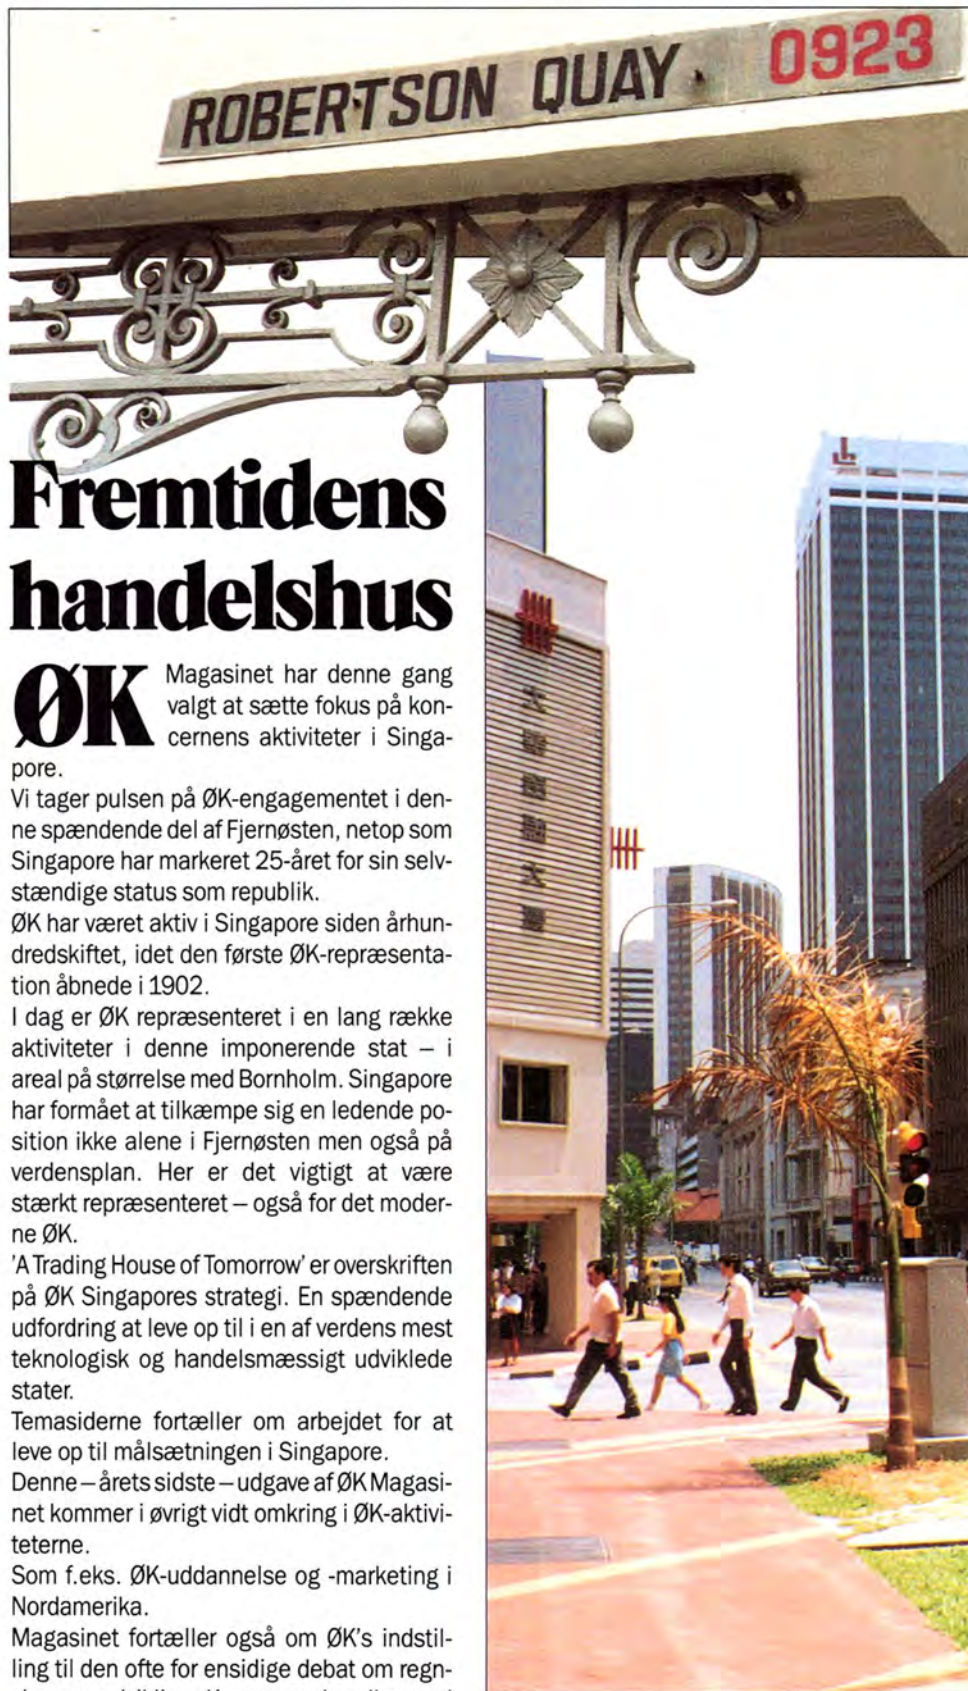 ROBERTSON QUAY 0923
Fremtidens
handelshus
ØK Magasinet har denne gang
valgt at sætte fokus på kon-
cernens aktiviteter i Singa-
pore.
Vi tager pulsen på ØK-engagementet i den-
ne spændende del af Fjernøsten, netop som
Singapore har markeret 25-året for sin selv-
stændige status som republik.
ØK har været aktiv i Singapore siden århun-
dredskiftet, idet den første ØK-repræsenta-
tion åbnede i 1902.
I dag er ØK repræsenteret i en lang række
aktiviteter i denne imponerende stat – i
areal på størrelse med Bornholm. Singapore
har formået at tilkæmpe sig en ledende po-
sition ikke alene i Fjernøsten men også på
verdensplan. Her er det vigtigt at være
stærkt repræsenteret – også for det moder-
ne ØK.
'A Trading House of Tomorrow' er overskriften
på ØK Singapores strategi. En spændende
udfordring at leve op til i en af verdens mest
teknologisk og handelsmæssigt udviklede
stater.
Temasiderne fortæller om arbejdet for at
leve op til målsætningen i Singapore.
Denne – årets sidste – udgave af ØK Magasi-
net kommer i øvrigt vidt omkring i ØK-aktivi-
teterne.
Som f.eks. ØK-uddannelse og -marketing i
Nordamerika.
Magasinet fortæller også om ØK's indstil-
ling til den ofte for ensidige debat om regn-